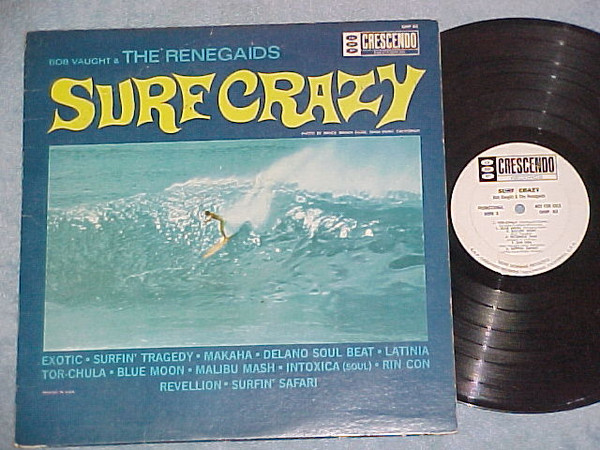 BOB VAUGHT & THE RENEGAIDS
CRESCENDO
SURF CRAZY
EXOTIC • SURFIN' TRAGEDY • MAKAHA • DELANO SOUL BEAT • LATINIA
TOR-CHULA • BLUE MOON • MALIBU MASH • INTOXICA (SOUL) • RIN CON
REVELLION • SURFIN' SAFARI
CRESCENDO
SURF CRAZY
Bob Vaught & The Renegaids
PROMOTIONAL
NOT FOR SALE